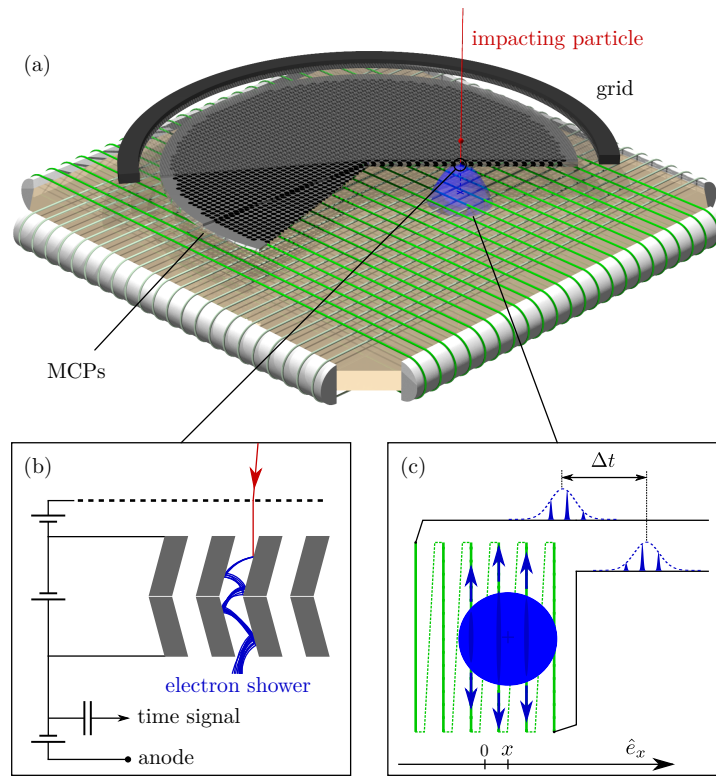 impacting particle
(a)
grid
MCPs
(b)
electron shower
time signal
anode
(c)
Δt
0 x ê_x